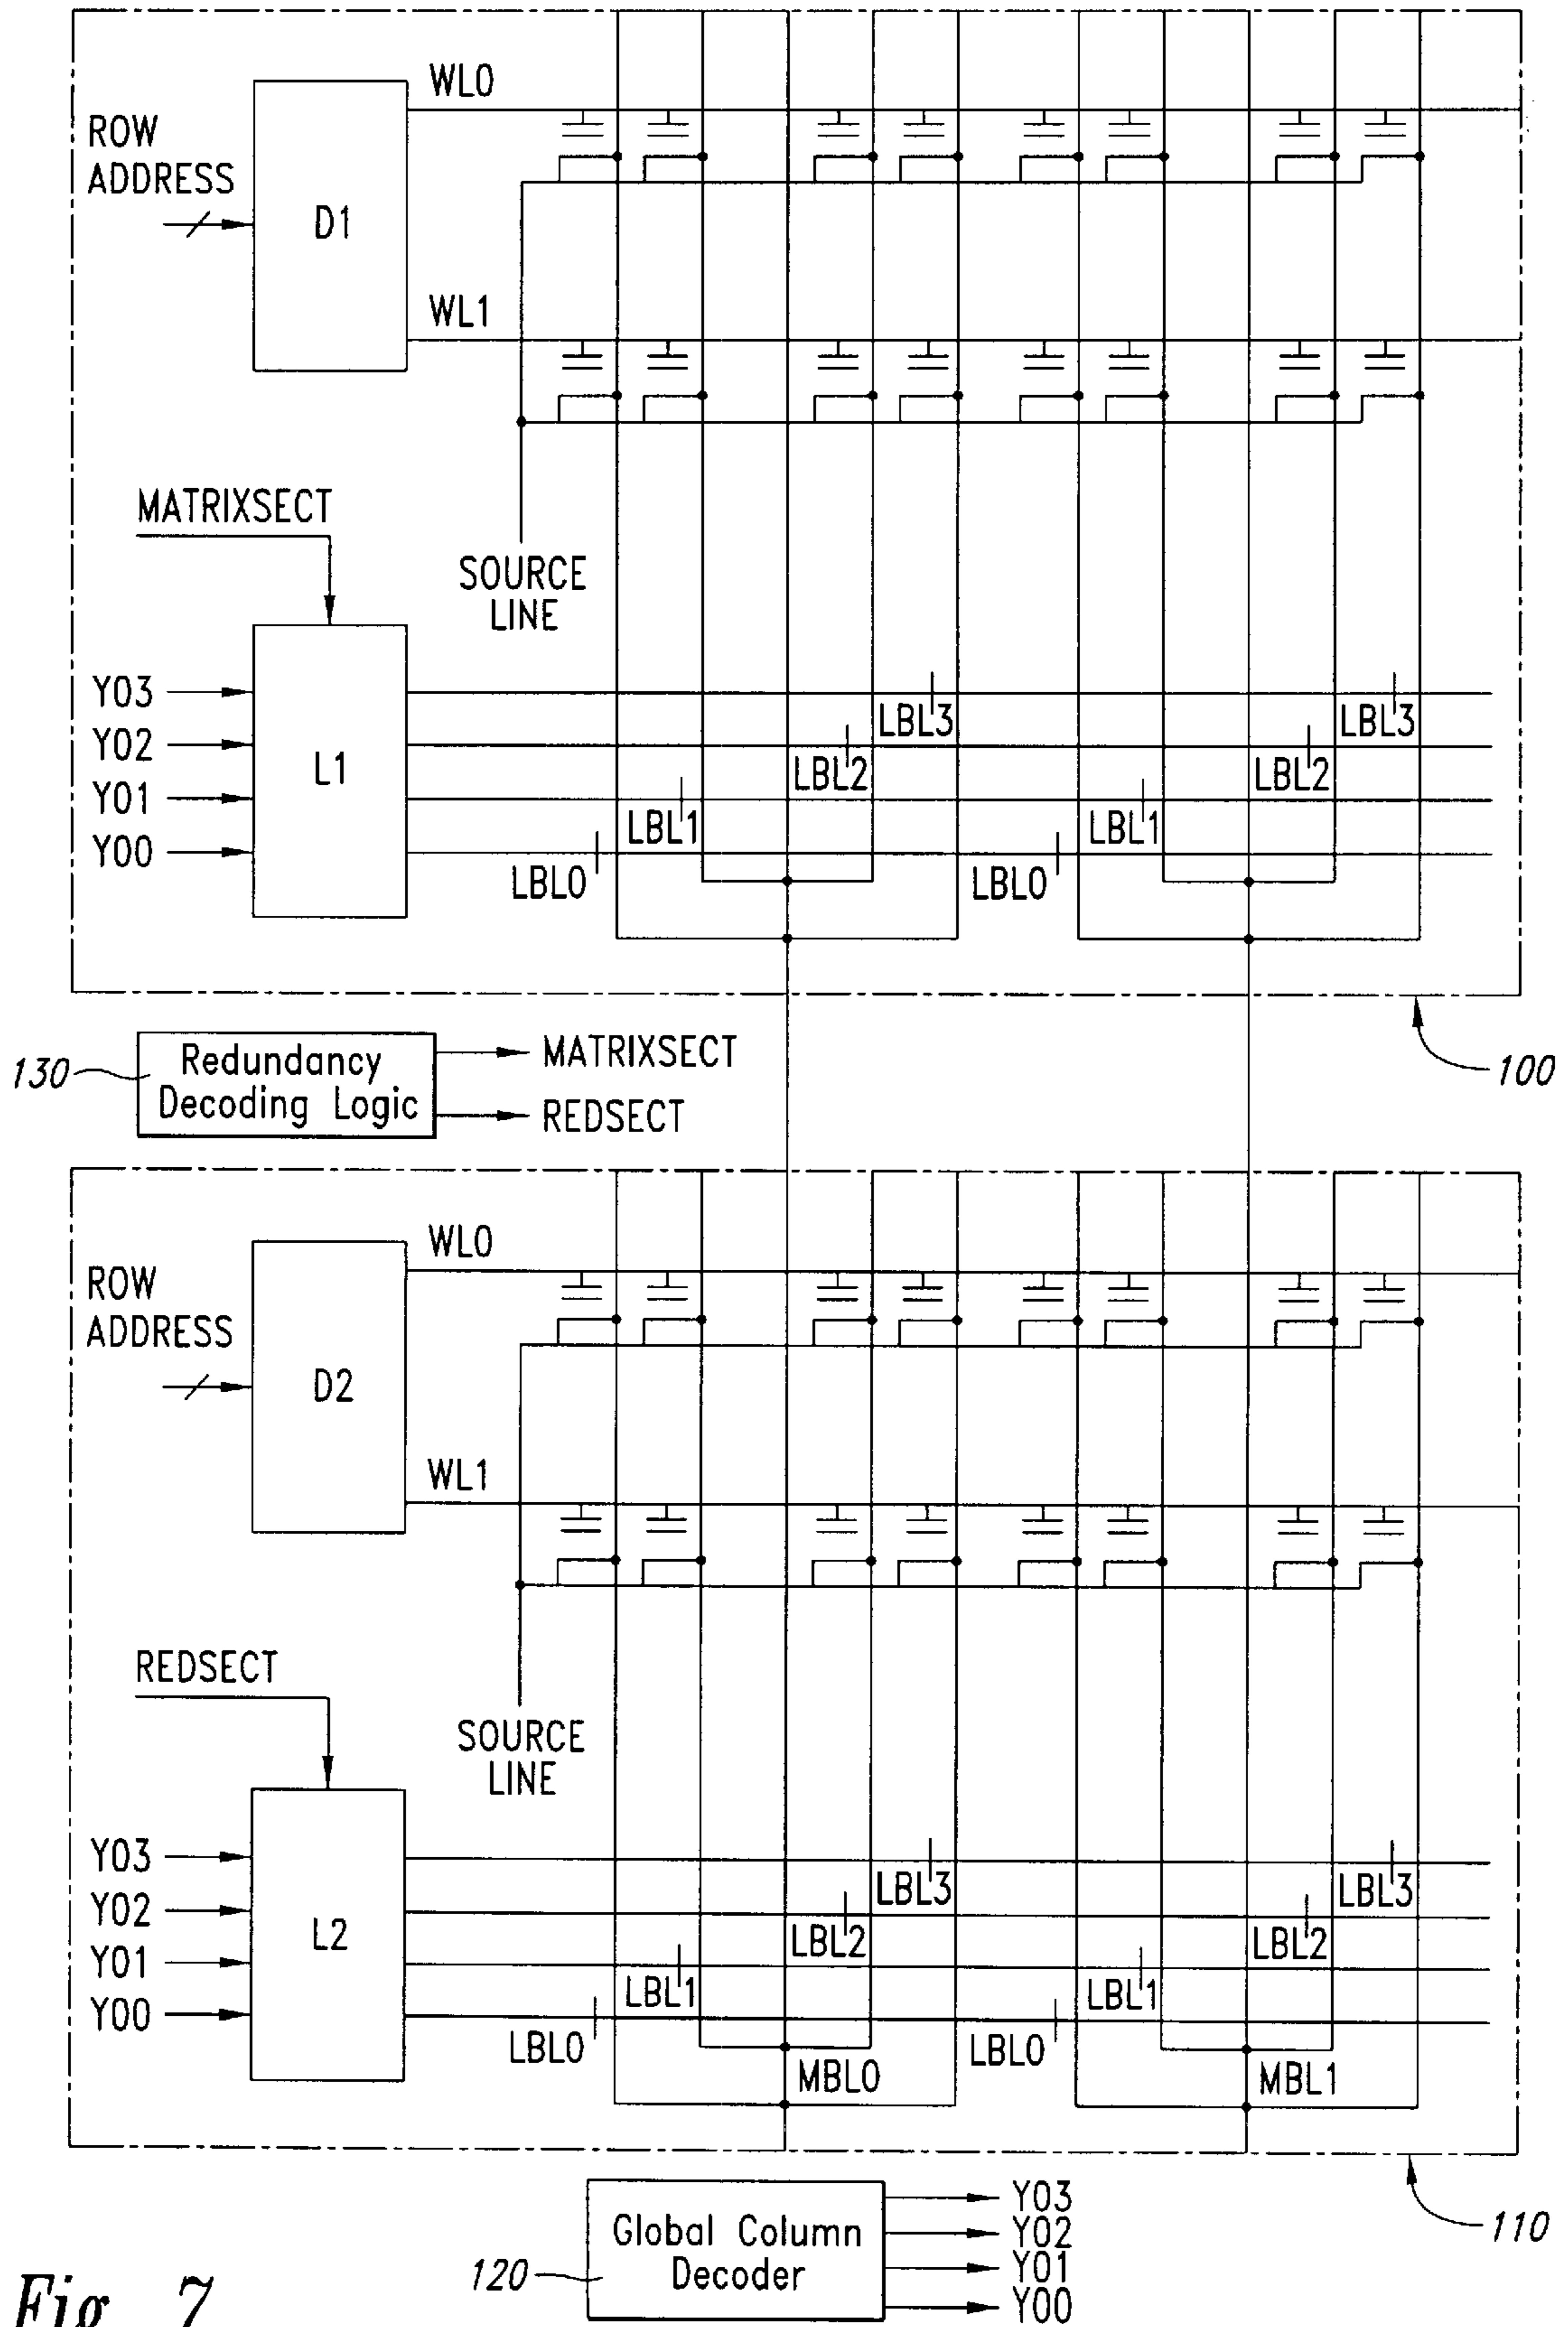 WL0
ROW
ADDRESS
D1
WL1
MATRIXSECT
SOURCE
LINE
Y03
LBL3
LBL3
Y02
L1
LBL2
LBL2
Y01
LBL1
LBL1
Y00
LBL0
LBL0
130
Redundancy
Decoding Logic
MATRIXSECT
REDSECT
100
WL0
ROW
ADDRESS
D2
WL1
REDSECT
SOURCE
LINE
Y03
LBL3
LBL3
Y02
L2
LBL2
LBL2
Y01
LBL1
LBL1
Y00
LBL0
LBL0
MBL0
MBL1
110
120
Global Column
Decoder
Y03
Y02
Y01
Y00
Fig. 7